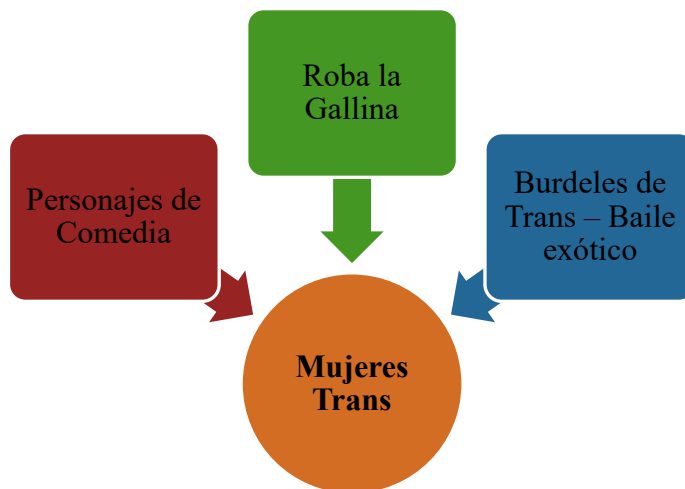 Roba la
Gallina
Personajes de
Comedia
Burdeles de
Trans – Baile
exótico
Mujeres
Trans